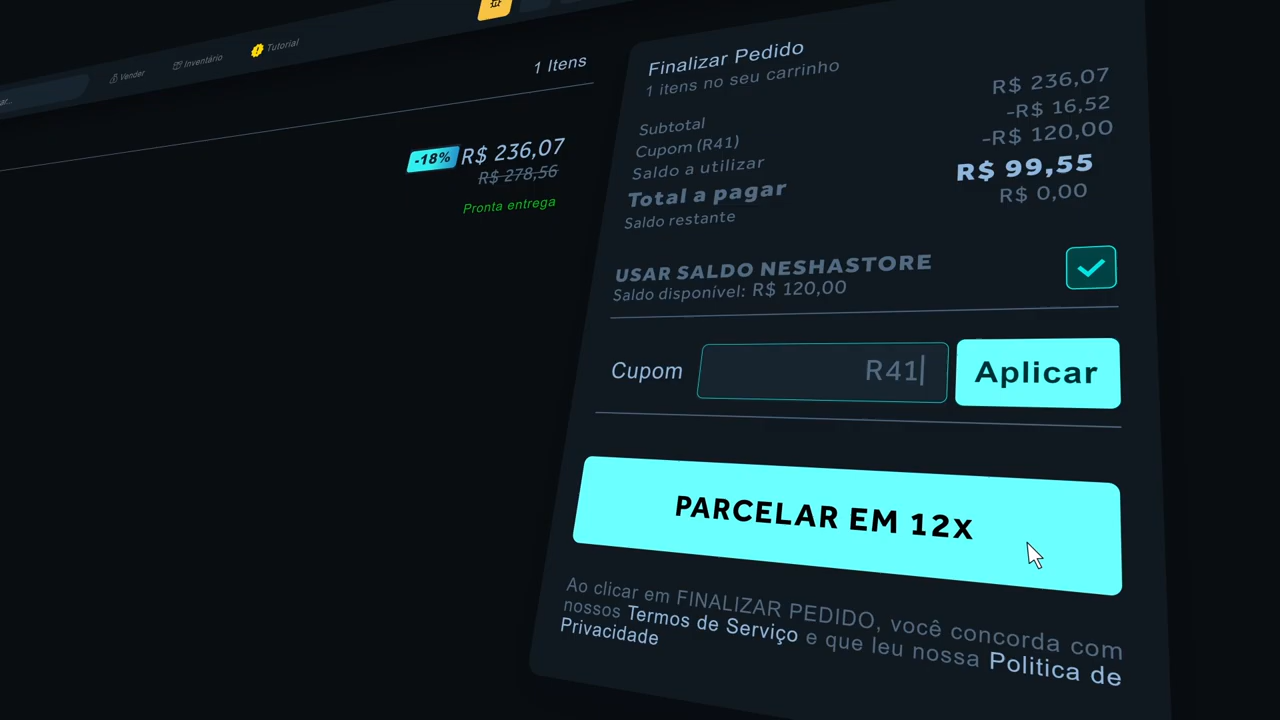 Vender
Inventário
Tutorial
1 Itens
-18% R$ 236,07
R$ 278,56
Pronta entrega
Finalizar Pedido
1 itens no seu carrinho
Subtotal R$ 236,07
Cupom (R41) -R$ 16,52
Saldo a utilizar -R$ 120,00
Total a pagar R$ 99,55
Saldo restante R$ 0,00
USAR SALDO NESHASTORE
Saldo disponível: R$ 120,00
Cupom R41 Aplicar
PARCELAR EM 12x
Ao clicar em FINALIZAR PEDIDO, você concorda com
nossos Termos de Serviço e que leu nossa Politica de
Privacidade